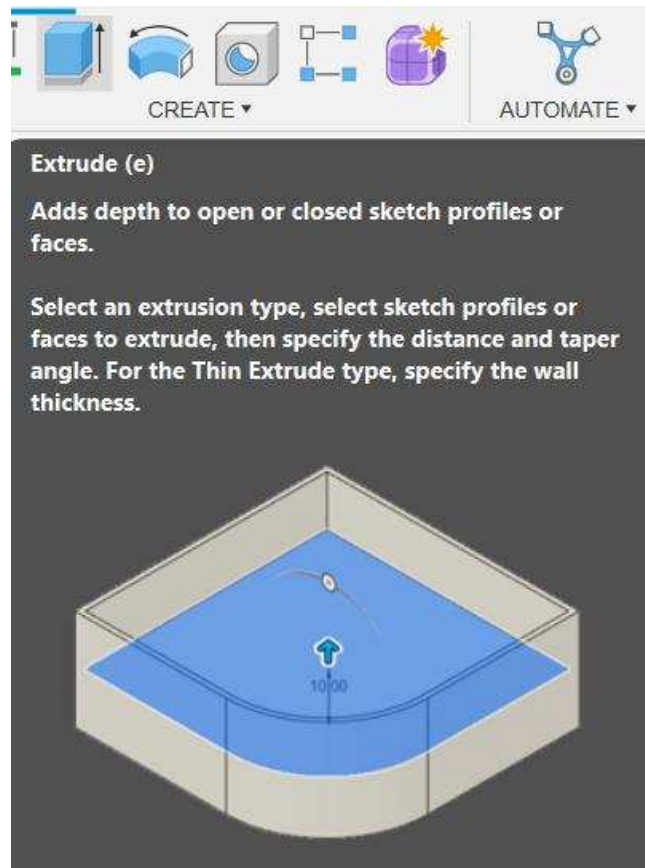 CREATE ▾
AUTOMATE ▾
Extrude (e)
Adds depth to open or closed sketch profiles or
faces.
Select an extrusion type, select sketch profiles or
faces to extrude, then specify the distance and taper
angle. For the Thin Extrude type, specify the wall
thickness.
10.00